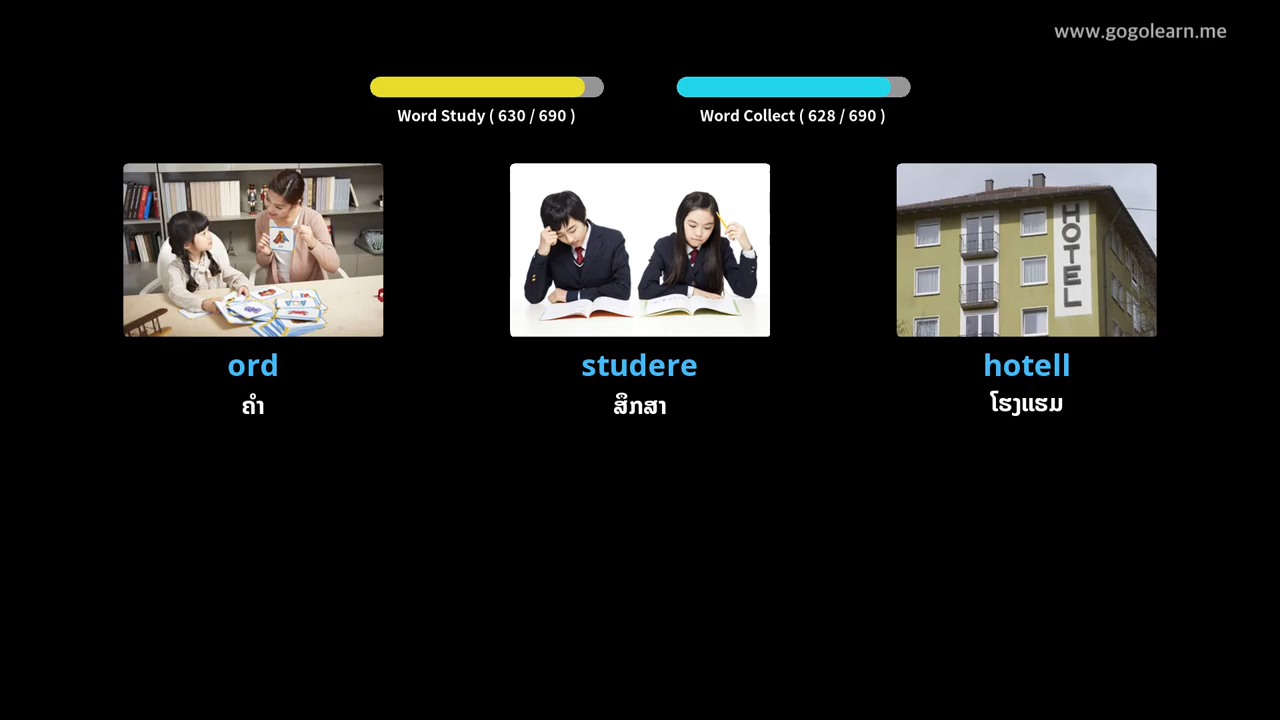 www.gogolearn.me
Word Study ( 630 / 690 )
Word Collect ( 628 / 690 )
HOTEL
ord
studere
hotell
ຄຳ
ສຶກສາ
ໂຮງແຮມ